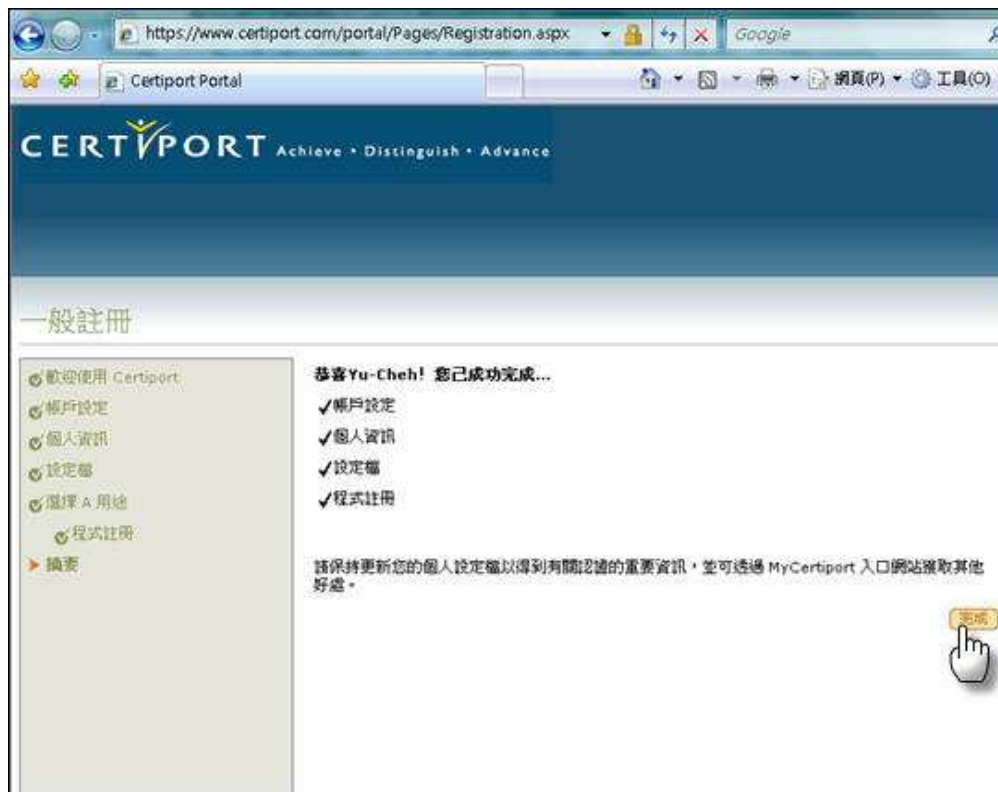 https://www.certiport.com/portal/Pages/Registration.aspx
Google
Certiport Portal
網頁(P)
工具(O)
CERTIPORT Achieve • Distinguish • Advance
一般註冊
歡迎使用 Certiport
帳戶設定
個人資訊
設定檔
選擇 A 用途
程式註冊
摘要
恭喜Yu-Cheh! 您已成功完成...
帳戶設定
個人資訊
設定檔
程式註冊
請保持更新您的個人設定檔以得到有關認證的重要資訊，並可透過 MyCertiport 入口網站獲取其他
好處。
完成